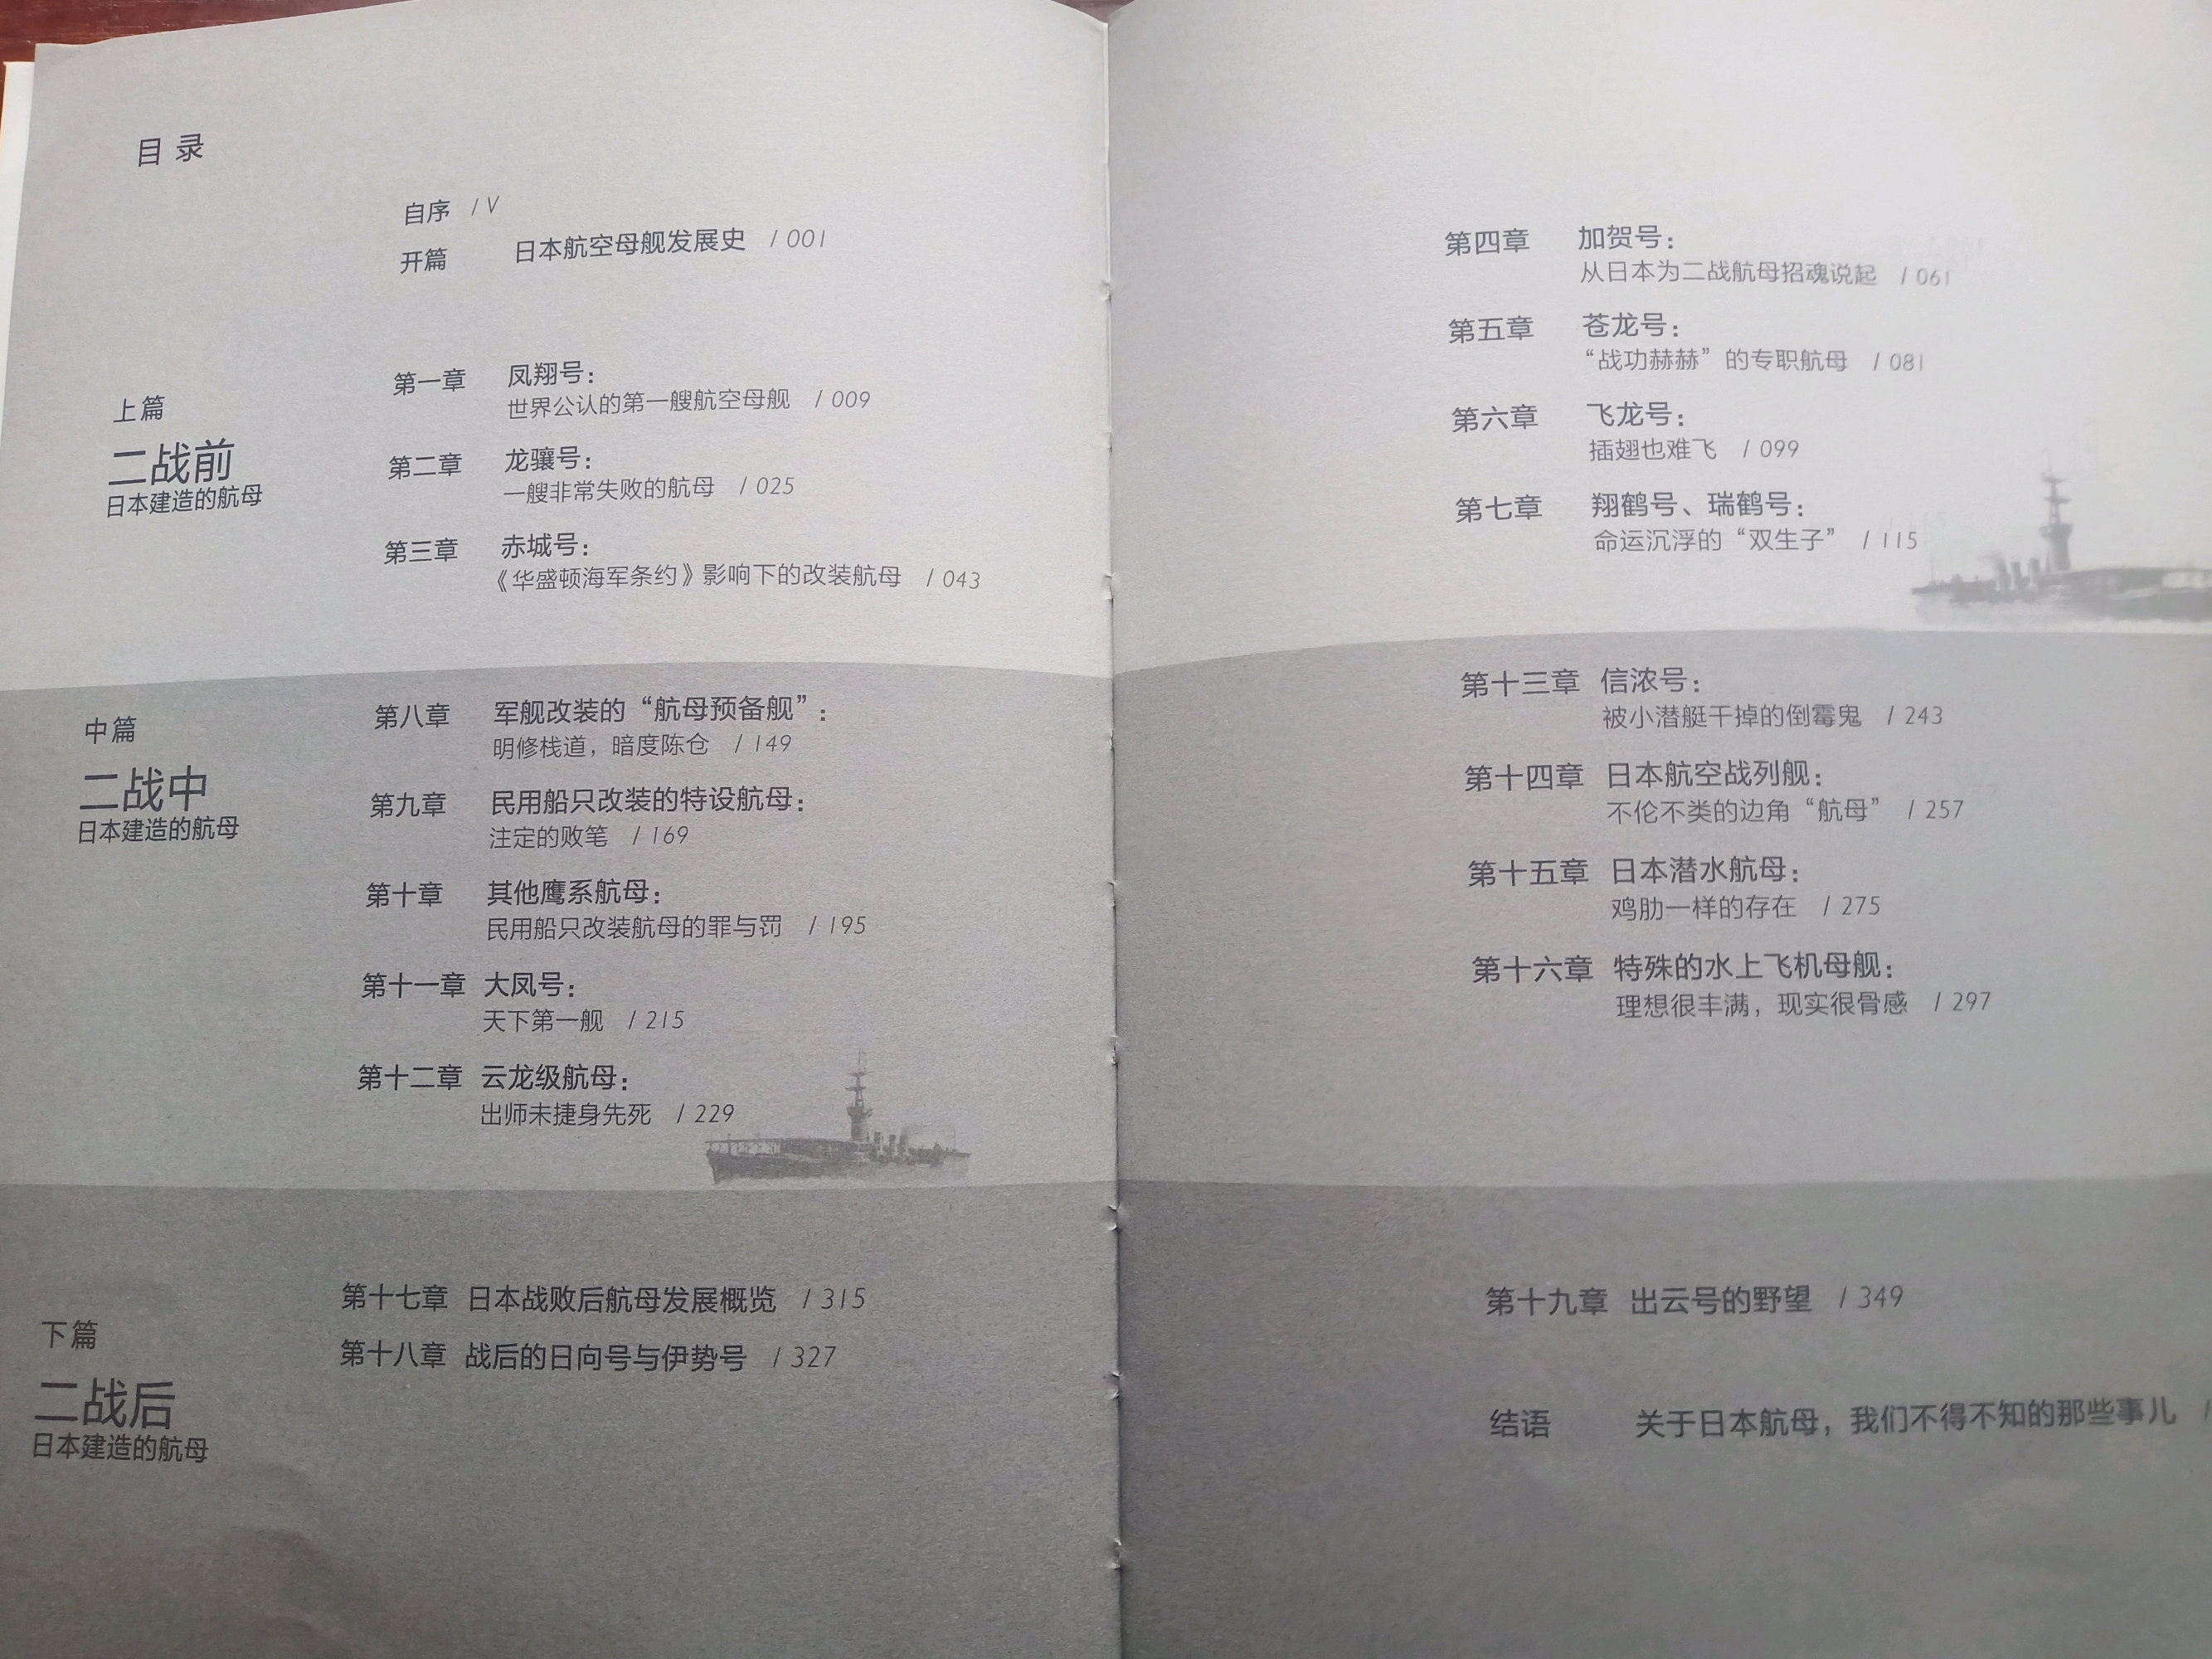 目录
自序 / V
开篇 日本航空母舰发展史 / 001
上篇
二战前
日本建造的航母
第一章 凤翔号：
世界公认的第一艘航空母舰 / 009
第二章 龙骧号：
一艘非常失败的航母 / 025
第三章 赤城号：
《华盛顿海军条约》影响下的改装航母 / 043
第四章 加贺号：
从日本为二战航母招魂说起 / 061
第五章 苍龙号：
“战功赫赫”的专职航母 / 081
第六章 飞龙号：
插翅也难飞 / 099
第七章 翔鹤号、瑞鹤号：
命运沉浮的“双生子” / 115
中篇
二战中
日本建造的航母
第八章 军舰改装的“航母预备舰”：
明修栈道，暗度陈仓 / 149
第九章 民用船只改装的特设航母：
注定的败笔 / 169
第十章 其他鹰系航母：
民用船只改装航母的罪与罚 / 195
第十一章 大凤号：
天下第一舰 / 215
第十二章 云龙级航母：
出师未捷身先死 / 229
第十三章 信浓号：
被小潜艇干掉的倒霉鬼 / 243
第十四章 日本航空战列舰：
不伦不类的边角“航母” / 257
第十五章 日本潜水航母：
鸡肋一样的存在 / 275
第十六章 特殊的水上飞机母舰：
理想很丰满，现实很骨感 / 297
下篇
二战后
日本建造的航母
第十七章 日本战败后航母发展概览 / 315
第十八章 战后的日向号与伊势号 / 327
第十九章 出云号的野望 / 349
结语 关于日本航母，我们不得不知的那些事儿 /